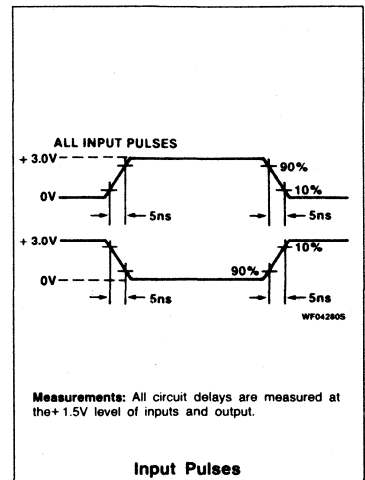 ALL INPUT PULSES
+ 3.0V
90%
10%
0V
5ns
5ns
+ 3.0V
10%
90%
0V
5ns
5ns
WF04280S
Measurements: All circuit delays are measured at
the+ 1.5V level of inputs and output.
Input Pulses